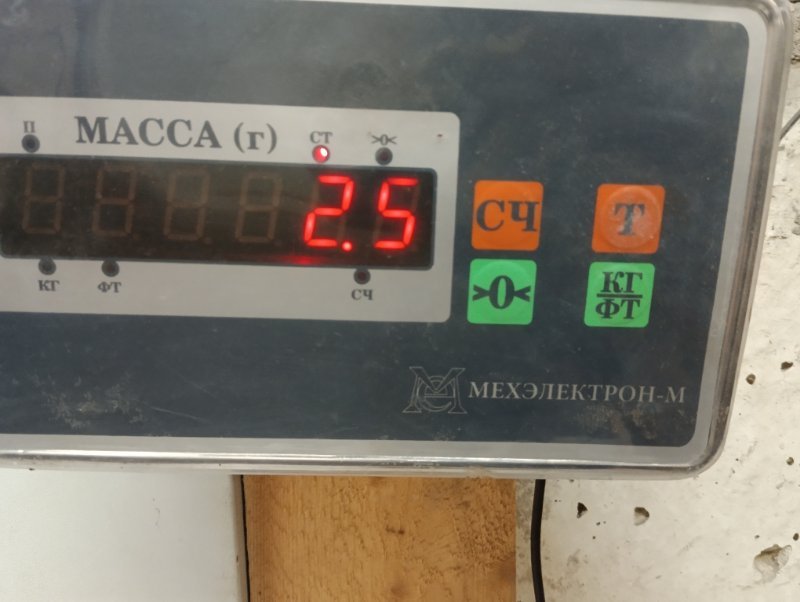 П МАССА (г) СТ >0<
2.5
КГ ФТ СЧ
СЧ Т
>0< КГ/ФТ
МЕХЭЛЕКТРОН-М